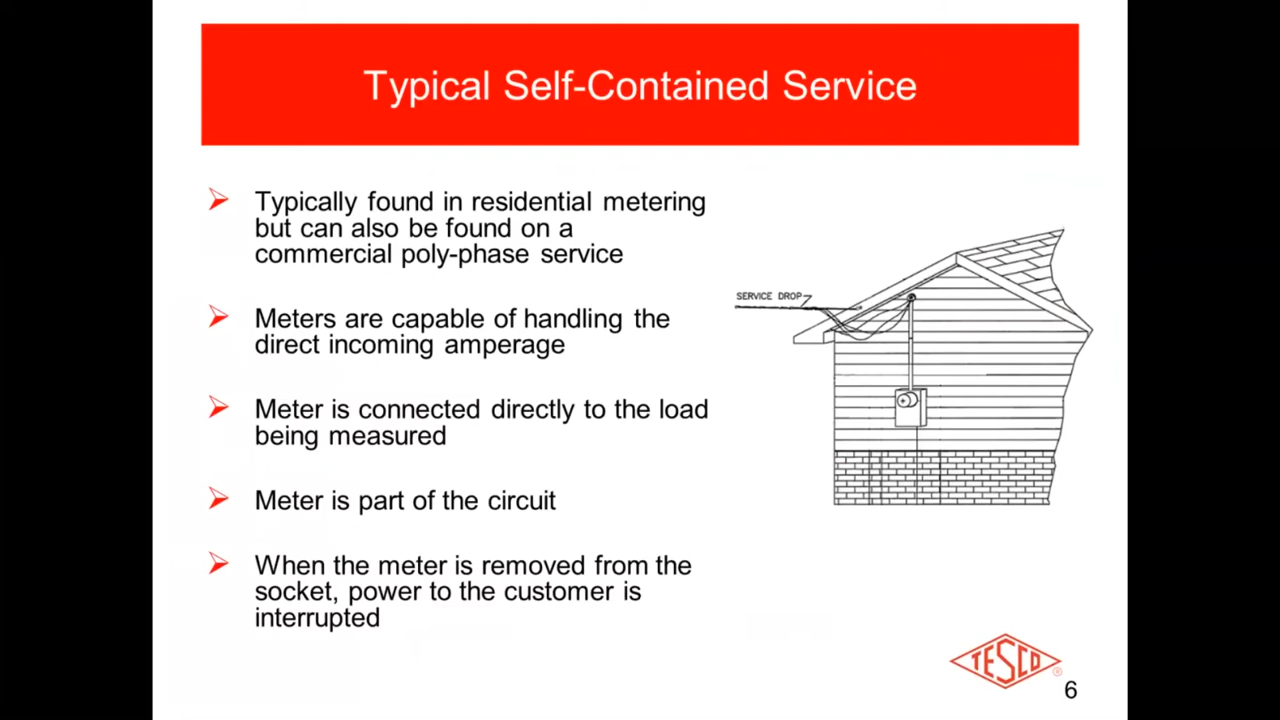 Typical Self-Contained Service
Typically found in residential metering
but can also be found on a
commercial poly-phase service
Meters are capable of handling the
direct incoming amperage
Meter is connected directly to the load
being measured
Meter is part of the circuit
When the meter is removed from the
socket, power to the customer is
interrupted
SERVICE DROP
TESCO
®
6